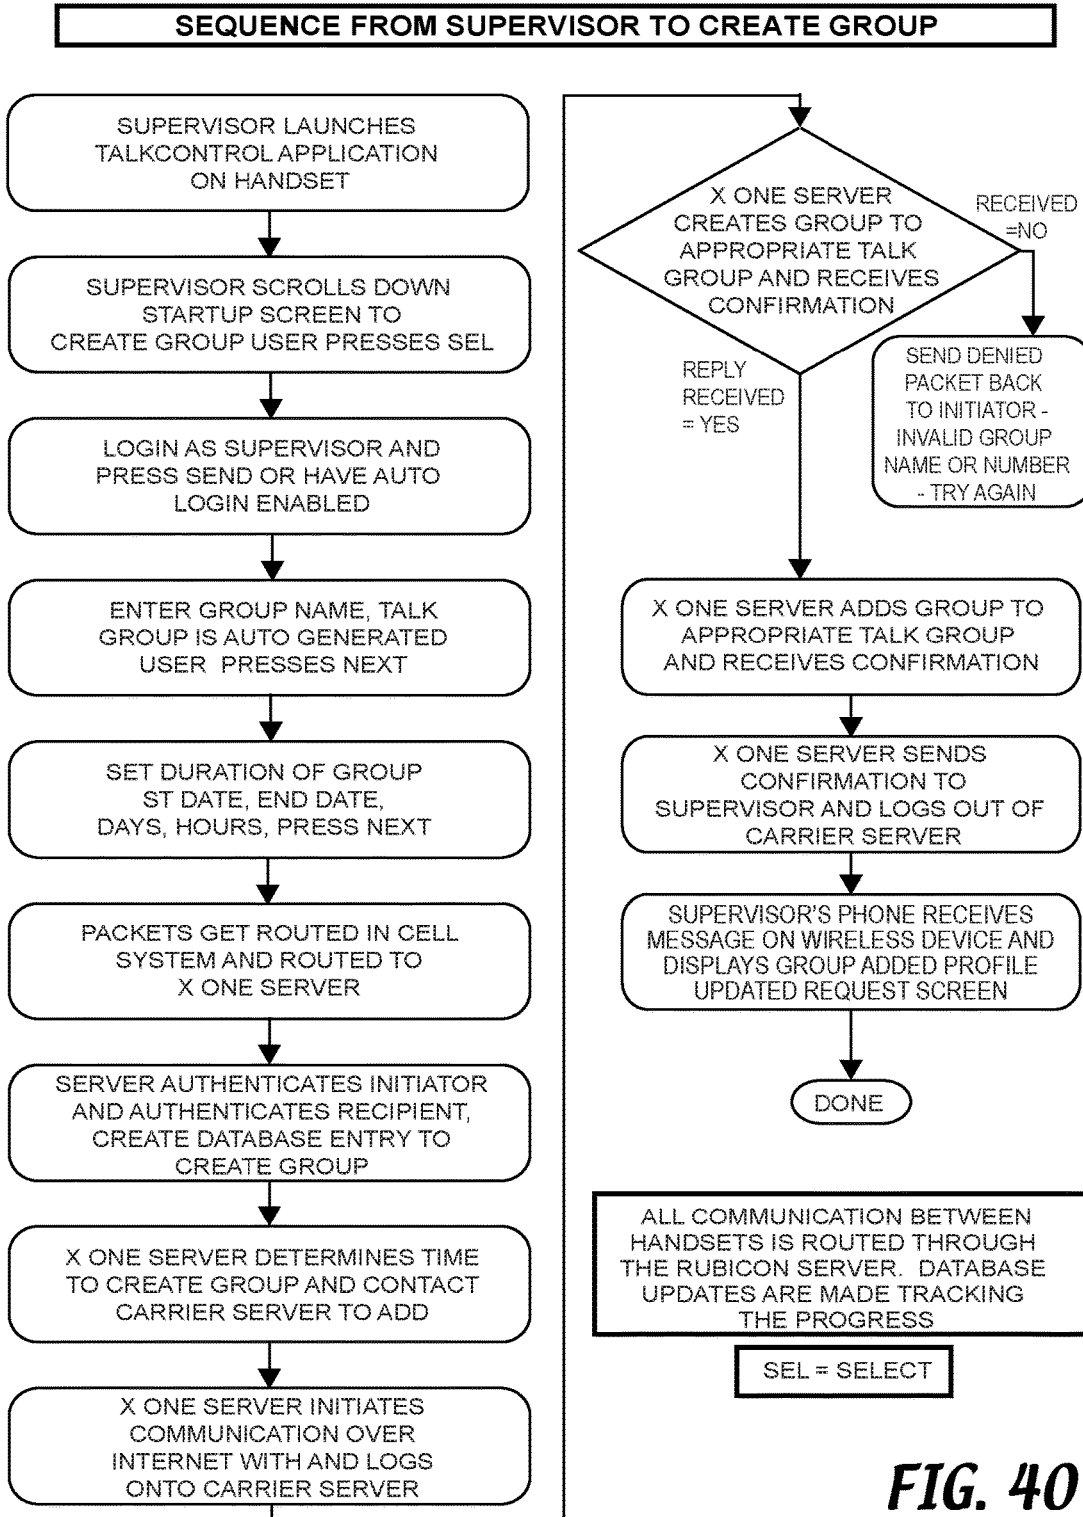 SEQUENCE FROM SUPERVISOR TO CREATE GROUP
SUPERVISOR LAUNCHES
TALKCONTROL APPLICATION
ON HANDSET
SUPERVISOR SCROLLS DOWN
STARTUP SCREEN TO
CREATE GROUP USER PRESSES SEL
LOGIN AS SUPERVISOR AND
PRESS SEND OR HAVE AUTO
LOGIN ENABLED
ENTER GROUP NAME, TALK
GROUP IS AUTO GENERATED
USER PRESSES NEXT
SET DURATION OF GROUP
ST DATE, END DATE,
DAYS, HOURS, PRESS NEXT
PACKETS GET ROUTED IN CELL
SYSTEM AND ROUTED TO
X ONE SERVER
SERVER AUTHENTICATES INITIATOR
AND AUTHENTICATES RECIPIENT,
CREATE DATABASE ENTRY TO
CREATE GROUP
X ONE SERVER DETERMINES TIME
TO CREATE GROUP AND CONTACT
CARRIER SERVER TO ADD
X ONE SERVER INITIATES
COMMUNICATION OVER
INTERNET WITH AND LOGS
ONTO CARRIER SERVER
X ONE SERVER
CREATES GROUP TO
APPROPRIATE TALK
GROUP AND RECEIVES
CONFIRMATION
RECEIVED
=NO
SEND DENIED
PACKET BACK
TO INITIATOR -
INVALID GROUP
NAME OR NUMBER
- TRY AGAIN
REPLY
RECEIVED
= YES
X ONE SERVER ADDS GROUP TO
APPROPRIATE TALK GROUP
AND RECEIVES CONFIRMATION
X ONE SERVER SENDS
CONFIRMATION TO
SUPERVISOR AND LOGS OUT OF
CARRIER SERVER
SUPERVISOR'S PHONE RECEIVES
MESSAGE ON WIRELESS DEVICE AND
DISPLAYS GROUP ADDED PROFILE
UPDATED REQUEST SCREEN
DONE
ALL COMMUNICATION BETWEEN
HANDSETS IS ROUTED THROUGH
THE RUBICON SERVER. DATABASE
UPDATES ARE MADE TRACKING
THE PROGRESS
SEL = SELECT
FIG. 40